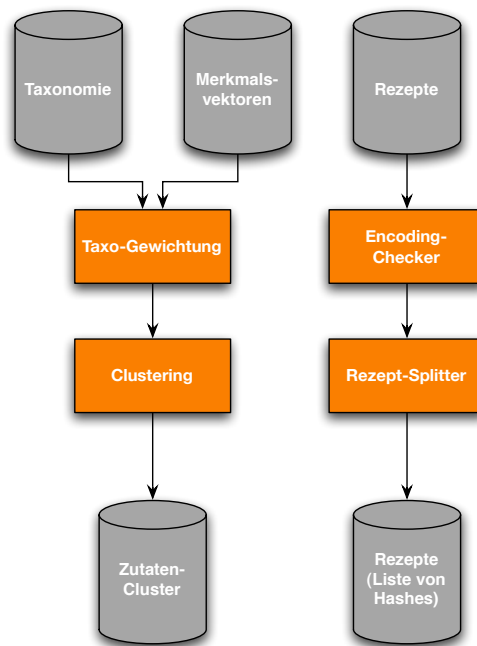 Taxonomie
Merkmals-
vektoren
Rezepte
Taxo-Gewichtung
Encoding-
Checker
Clustering
Rezept-Splitter
Zutaten-
Cluster
Rezepte
(Liste von
Hashes)